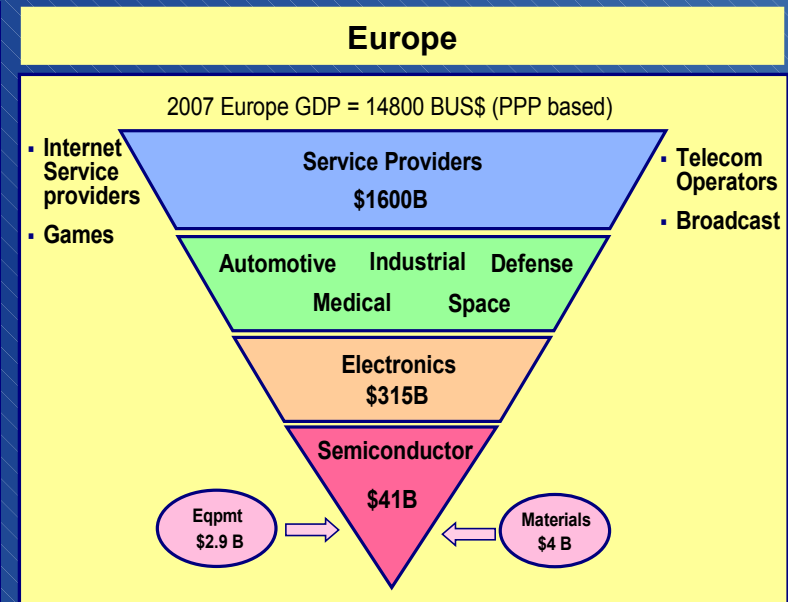 Europe
2007 Europe GDP = 14800 BUS$ (PPP based)
▪ Internet
Service
providers
▪ Games
Service Providers
$1600B
▪ Telecom
Operators
▪ Broadcast
Automotive Industrial Defense
Medical Space
Electronics
$315B
Semiconductor
$41B
Eqpmt
$2.9 B
Materials
$4 B